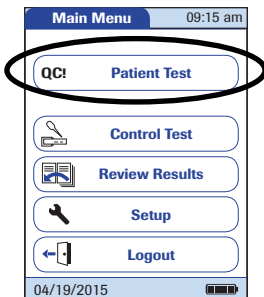 Main Menu 09:15 am
QC! Patient Test
Control Test
Review Results
Setup
Logout
04/19/2015